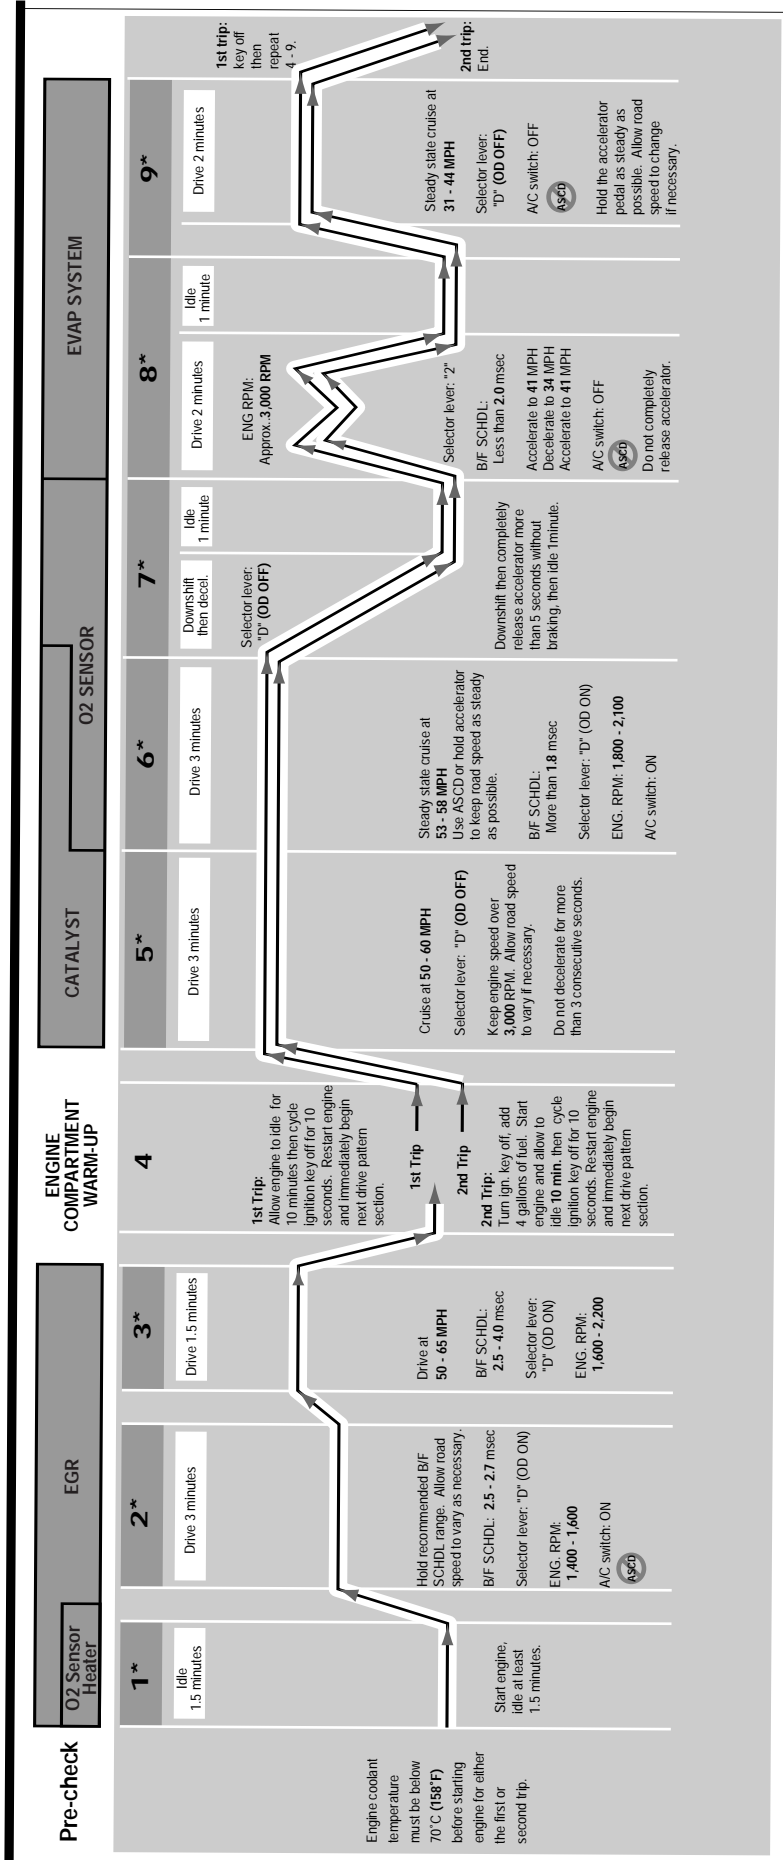 Pre-check
O2 Sensor
Heater
EGR
ENGINE
COMPARTMENT
WARM-UP
CATALYST
O2 SENSOR
EVAP SYSTEM
1*
2*
3*
4
5*
6*
7*
8*
9*
Idle
1.5 minutes
Drive 3 minutes
Drive 1.5 minutes
Drive 3 minutes
Drive 3 minutes
Downshift
then decel.
Idle
1 minute
Drive 2 minutes
Idle
1 minute
Drive 2 minutes
Engine coolant
temperature
must be below
70˚C (158˚F)
before starting
engine for either
the first or
second trip.
Start engine,
idle at least
1.5 minutes.
Hold recommended B/F
SCHDL range. Allow road
speed to vary as necessary.
B/F SCHDL: 2.5 - 2.7 msec
Selector lever: "D" (OD ON)
ENG. RPM:
1,400 - 1,600
A/C switch: ON
ASCD
Drive at
50 - 65 MPH
B/F SCHDL:
2.5 - 4.0 msec
Selector lever:
"D" (OD ON)
ENG. RPM:
1,600 - 2,200
1st Trip:
Allow engine to idle for
10 minutes then cycle
ignition key off for 10
seconds. Restart engine
and immediately begin
next drive pattern
section.
1st Trip
2nd Trip
2nd Trip:
Turn ign. key off, add
4 gallons of fuel. Start
engine and allow to
idle 10 min. then cycle
ignition key off for 10
seconds. Restart engine
and immediately begin
next drive pattern
section.
Cruise at 50 - 60 MPH
Selector lever: "D" (OD OFF)
Keep engine speed over
3,000 RPM. Allow road speed
to vary if necessary.
Do not decelerate for more
than 3 consecutive seconds.
Steady state cruise at
53 - 58 MPH
Use ASCD or hold accelerator
to keep road speed as steady
as possible.
B/F SCHDL:
More than 1.8 msec
Selector lever: "D" (OD ON)
ENG. RPM: 1,800 - 2,100
A/C switch: ON
Selector lever:
"D" (OD OFF)
Downshift then completely
release accelerator more
than 5 seconds without
braking, then idle 1minute.
ENG RPM:
Approx.3,000 RPM
Selector lever: "2"
B/F SCHDL:
Less than 2.0 msec
Accelerate to 41 MPH
Decelerate to 34 MPH
Accelerate to 41 MPH
A/C switch: OFF
ASCD
Do not completely
release accelerator.
Steady state cruise at
31 - 44 MPH
Selector lever:
"D" (OD OFF)
A/C switch: OFF
ASCD
Hold the accelerator
pedal as steady as
possible. Allow road
speed to change
if necessary.
1st trip:
key off
then
repeat
4 - 9.
2nd trip:
End.